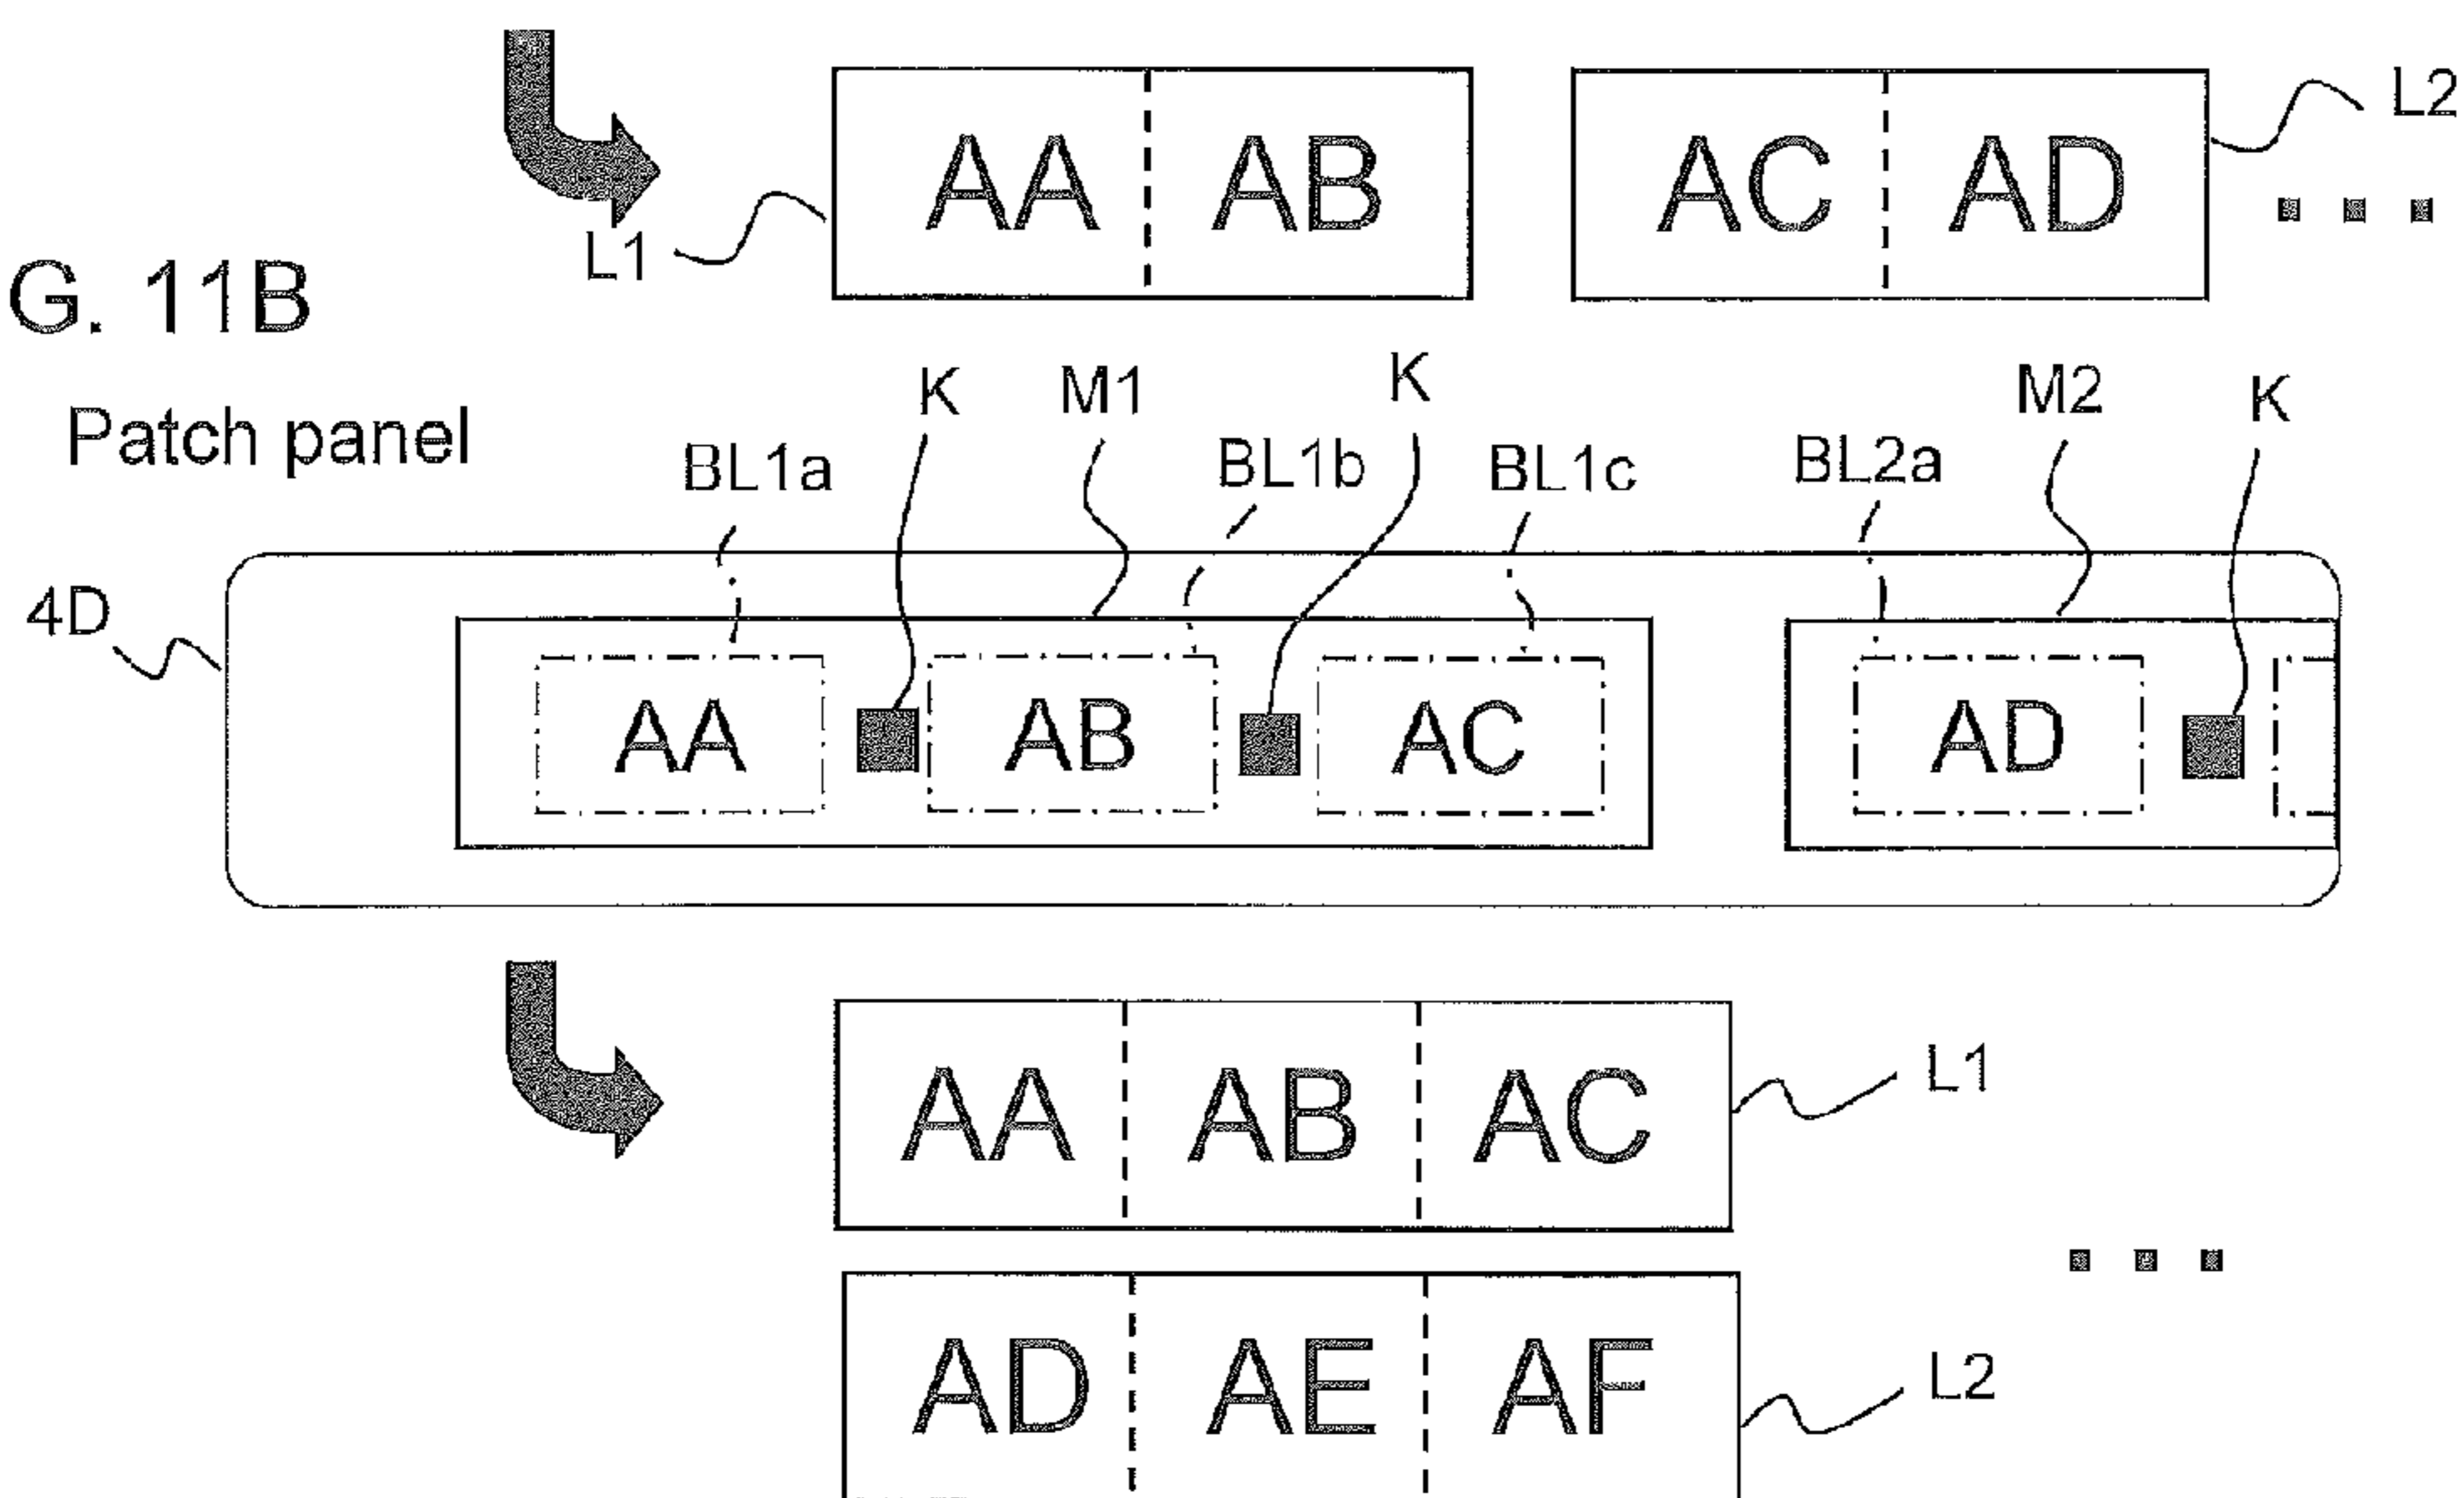 L2
AA AB AC AD
L1
G. 11B
K M1 K M2 K
Patch panel
BL1a BL1b BL1c BL2a
4D
AA AB AC AD
AA AB AC L1
AD AE AF L2